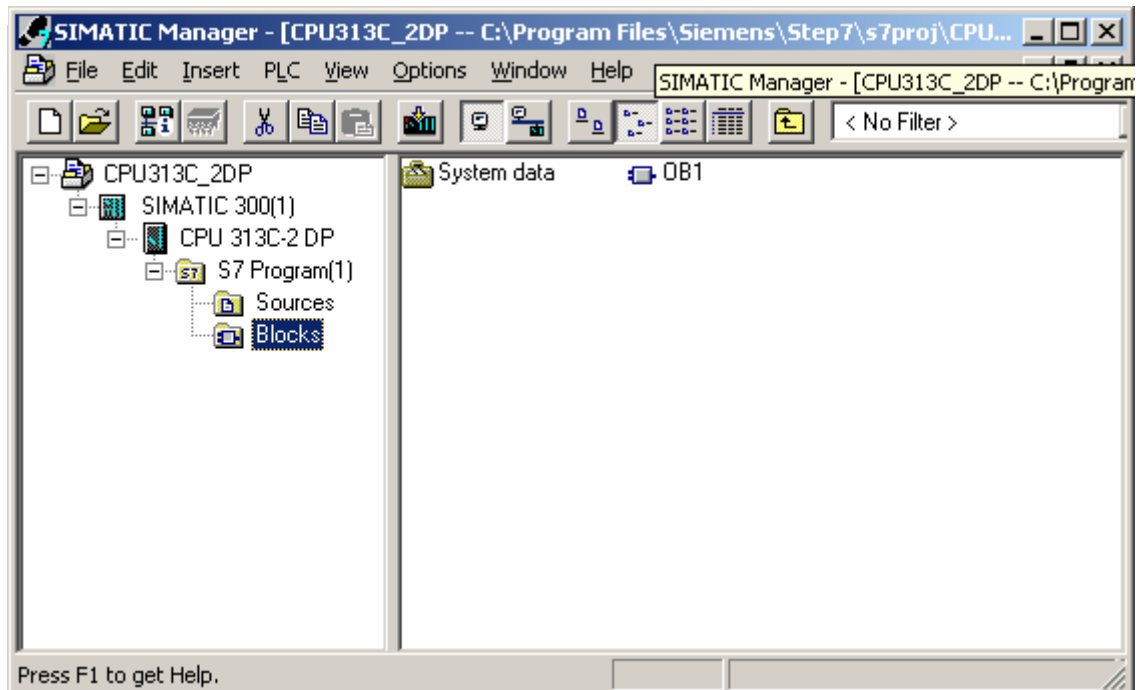 SIMATIC Manager - [CPU313C_2DP -- C:\Program Files\Siemens\Step7\s7proj\CPU...
File Edit Insert PLC View Options Window Help
SIMATIC Manager - [CPU313C_2DP -- C:\Program
< No Filter >
CPU313C_2DP
SIMATIC 300(1)
CPU 313C-2 DP
S7 Program(1)
Sources
Blocks
System data OB1
Press F1 to get Help.